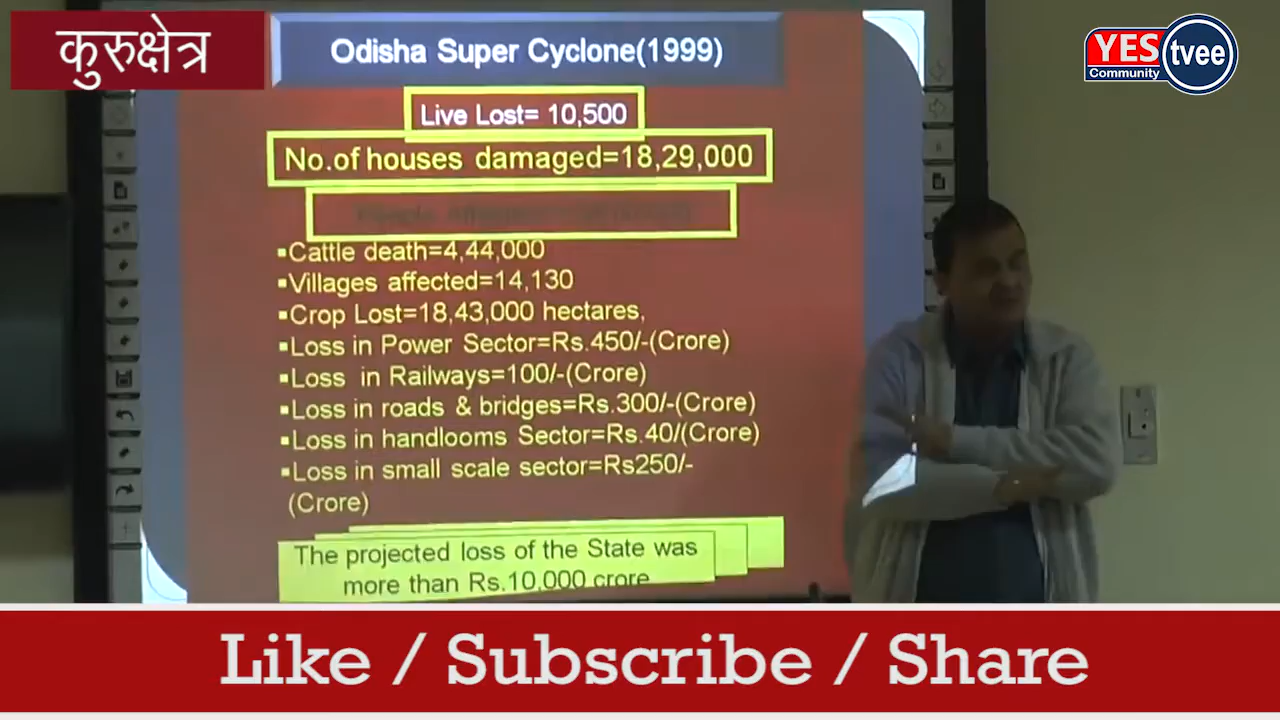 कुरुक्षेत्र
YES tvee
Community
Odisha Super Cyclone(1999)
Live Lost= 10,500
No.of houses damaged=18,29,000
▪Cattle death=4,44,000
▪Villages affected=14,130
▪Crop Lost=18,43,000 hectares,
▪Loss in Power Sector=Rs.450/-(Crore)
▪Loss in Railways=100/-(Crore)
▪Loss in roads & bridges=Rs.300/-(Crore)
▪Loss in handlooms Sector=Rs.40/(Crore)
▪Loss in small scale sector=Rs250/-
(Crore)
The projected loss of the State was
more than Rs.10,000 crore
Like / Subscribe / Share